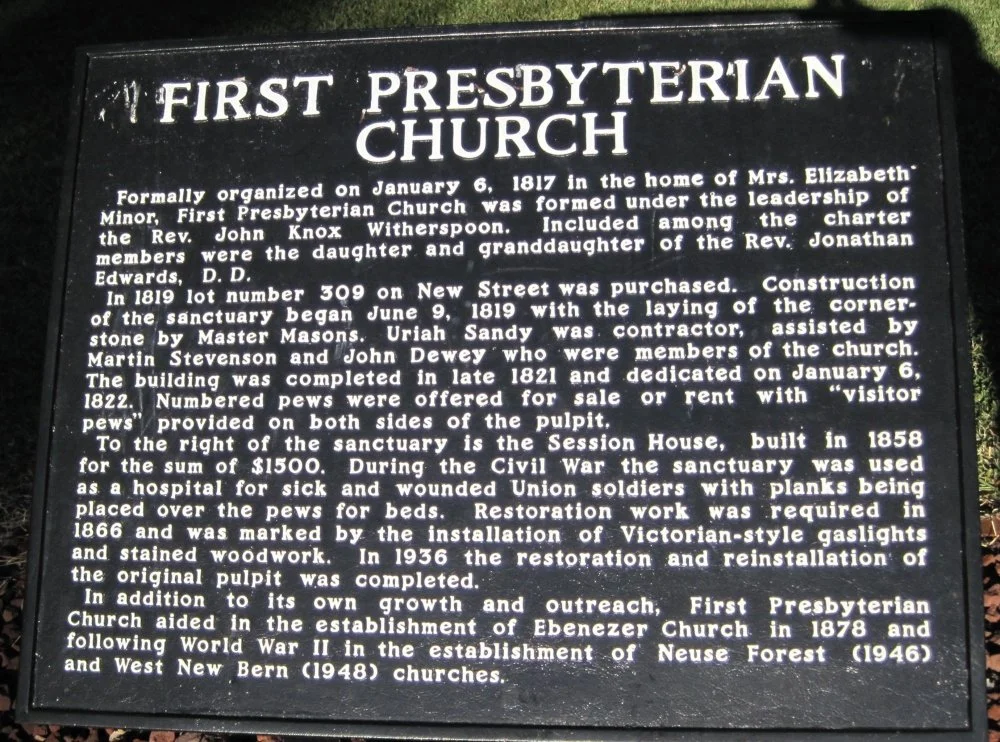 FIRST PRESBYTERIAN
CHURCH
Formally organized on January 6, 1817 in the home of Mrs. Elizabeth
Minor, First Presbyterian Church was formed under the leadership of
the Rev. John Knox Witherspoon. Included among the charter
members were the daughter and granddaughter of the Rev. Jonathan
Edwards, D. D.
In 1819 lot number 309 on New Street was purchased. Construction
of the sanctuary began June 9, 1819 with the laying of the corner-
stone by Master Masons. Uriah Sandy was contractor, assisted by
Martin Stevenson and John Dewey who were members of the church.
The building was completed in late 1821 and dedicated on January 6,
1822. Numbered pews were offered for sale or rent with "visitor
pews" provided on both sides of the pulpit.
To the right of the sanctuary is the Session House, built in 1858
for the sum of $1500. During the Civil War the sanctuary was used
as a hospital for sick and wounded Union soldiers with planks being
placed over the pews for beds. Restoration work was required in
1866 and was marked by the installation of Victorian-style gaslights
and stained woodwork. In 1936 the restoration and reinstallation of
the original pulpit was completed.
In addition to its own growth and outreach, First Presbyterian
Church aided in the establishment of Ebenezer Church in 1878 and
following World War II in the establishment of Neuse Forest (1946)
and West New Bern (1948) churches.